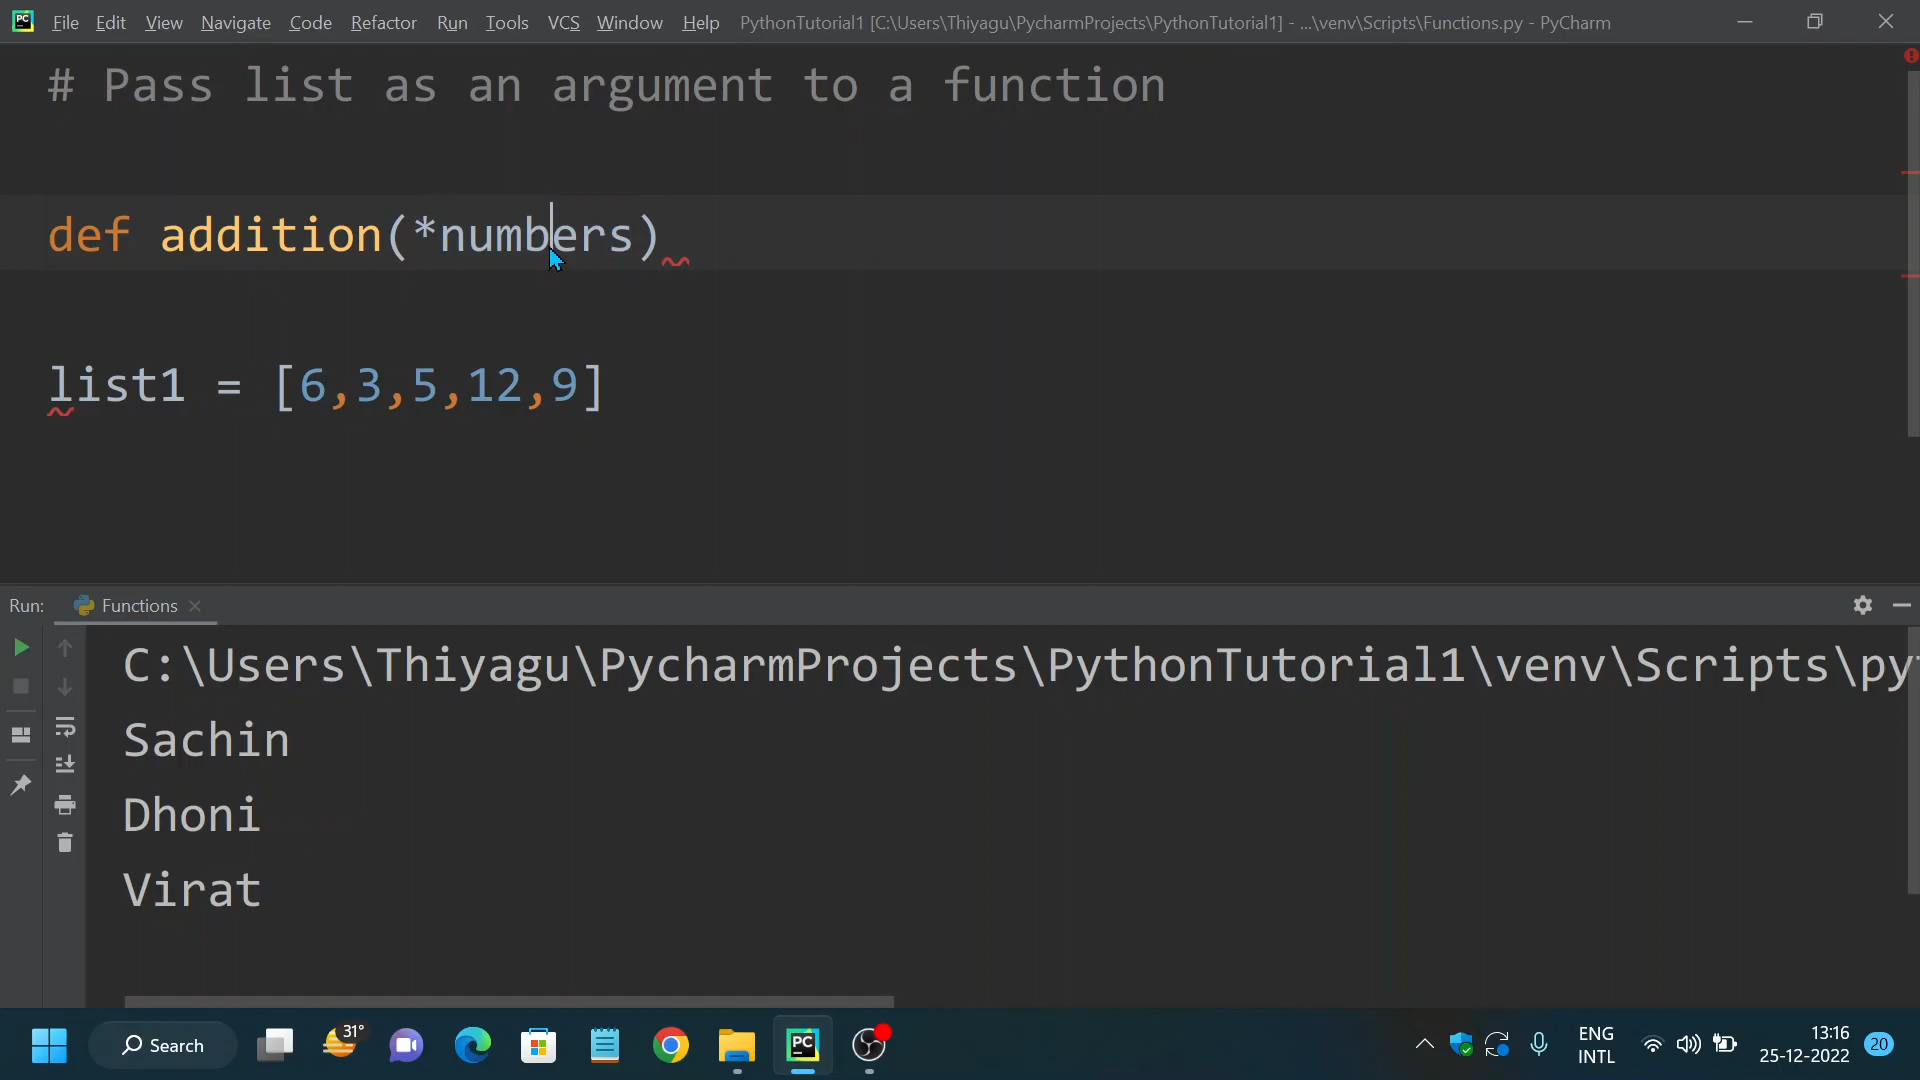 PC File Edit View Navigate Code Refactor Run Tools VCS Window Help PythonTutorial1 [C:\Users\Thiyagu\PycharmProjects\PythonTutorial1] - ...\venv\Scripts\Functions.py - PyCharm
# Pass list as an argument to a function
def addition(*numbers)
list1 = [6,3,5,12,9]
Run: Functions
C:\Users\Thiyagu\PycharmProjects\PythonTutorial1\venv\Scripts\py
Sachin
Dhoni
Virat
Search 31° PC ENG 13:16 20
INTL 25-12-2022